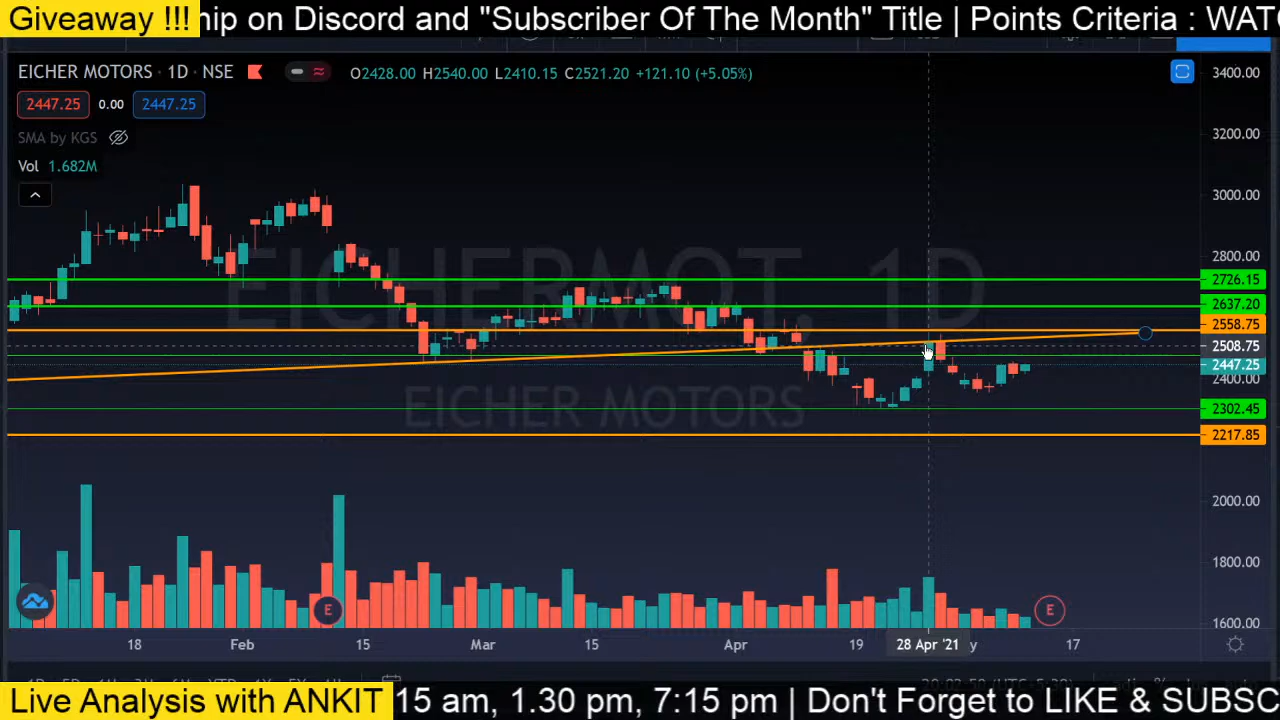 Giveaway !!! ship on Discord and "Subscriber Of The Month" Title | Points Criteria : WAT
EICHER MOTORS · 1D · NSE O2428.00 H2540.00 L2410.15 C2521.20 +121.10 (+5.05%)
2447.25 0.00 2447.25
SMA by KGS
Vol 1.682M
EICHERMOT, 1D
EICHER MOTORS
3400.00
3200.00
3000.00
2800.00
2726.15
2637.20
2558.75
2508.75
2447.25
2400.00
2302.45
2217.85
2000.00
1800.00
1600.00
E E
18 Feb 15 Mar 15 Apr 19 28 Apr '21 17
Live Analysis with ANKIT 15 am, 1.30 pm, 7:15 pm | Don't Forget to LIKE & SUBSC